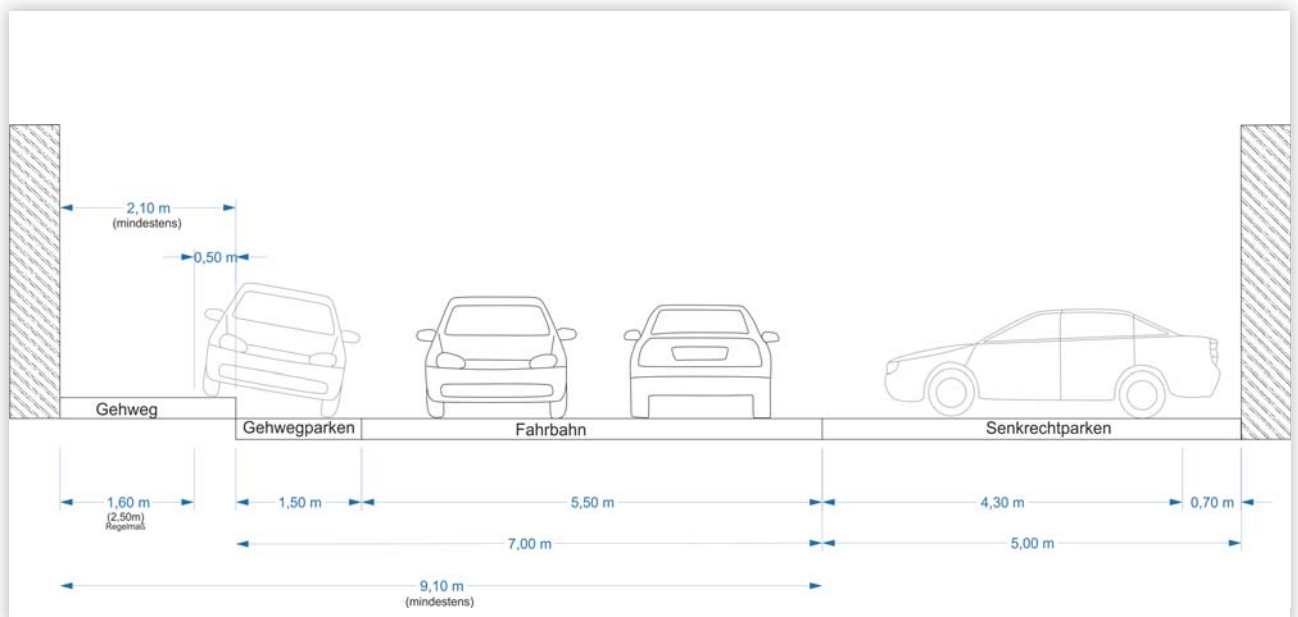 2,10 m
(mindestens)
0,50 m
Gehweg
Gehwegparken
Fahrbahn
Senkrechtparken
1,60 m
(2,50m)
Regelmaß
1,50 m
5,50 m
4,30 m
0,70 m
7,00 m
5,00 m
9,10 m
(mindestens)